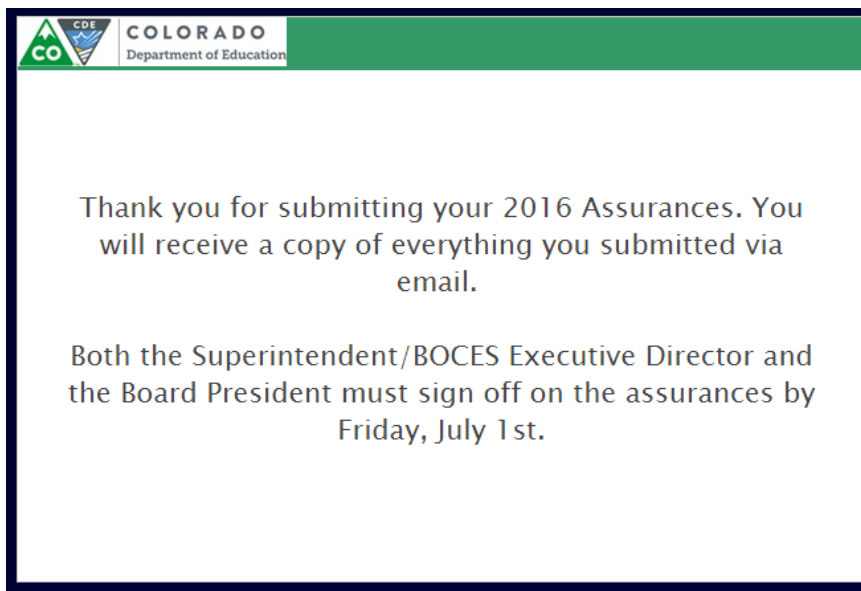 CDE
CO
COLORADO
Department of Education
Thank you for submitting your 2016 Assurances. You
will receive a copy of everything you submitted via
email.
Both the Superintendent/BOCES Executive Director and
the Board President must sign off on the assurances by
Friday, July 1st.